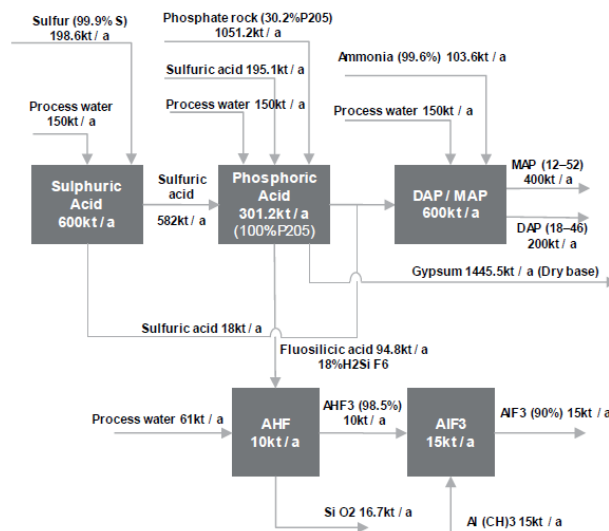 Sulfur (99.9% S)
198.6kt / a
Phosphate rock (30.2%P205)
1051.2kt / a
Sulfuric acid 195.1kt / a
Ammonia (99.6%) 103.6kt / a
Process water
150kt / a
Process water 150kt / a
Process water 150kt / a
Sulphuric
Acid
600kt / a
Sulfuric
acid
582kt / a
Phosphoric
Acid
301.2kt / a
(100%P205)
DAP / MAP
600kt / a
MAP (12–52)
400kt / a
DAP (18–46)
200kt / a
Gypsum 1445.5kt / a (Dry base)
Sulfuric acid 18kt / a
Fluosilicic acid 94.8kt / a
18%H2Si F6
Process water 61kt / a
AHF
10kt / a
AHF3 (98.5%)
10kt / a
AIF3
15kt / a
AIF3 (90%) 15kt / a
Si O2 16.7kt / a
Al (CH)3 15kt / a